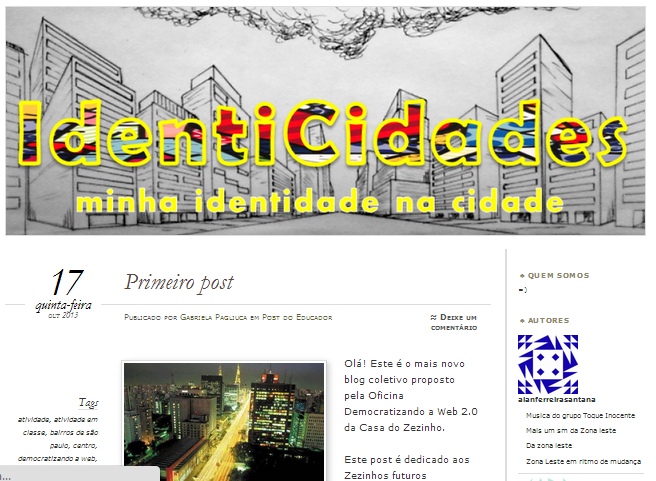 IdentiCidades
minha identidade na cidade
17
quinta-feira
out 2013
Primeiro post
Publicado por Gabriela Pagliuca em Post do Educador
≈ Deixe um
comentário
Tags
atividade, atividade em
classe, bairros de são
paulo, centro,
democratizando a web,
Olá! Este é o mais novo
blog coletivo proposto
pela Oficina
Democratizando a Web 2.0
da Casa do Zezinho.
Este post é dedicado aos
Zezinhos futuros
♣ QUEM SOMOS
=)
♣ AUTORES
alanferreirasantana
Musica do grupo Toque Inocente
Mais um sm da Zona leste
Da zona leste
Zona Leste em ritmo de mudança